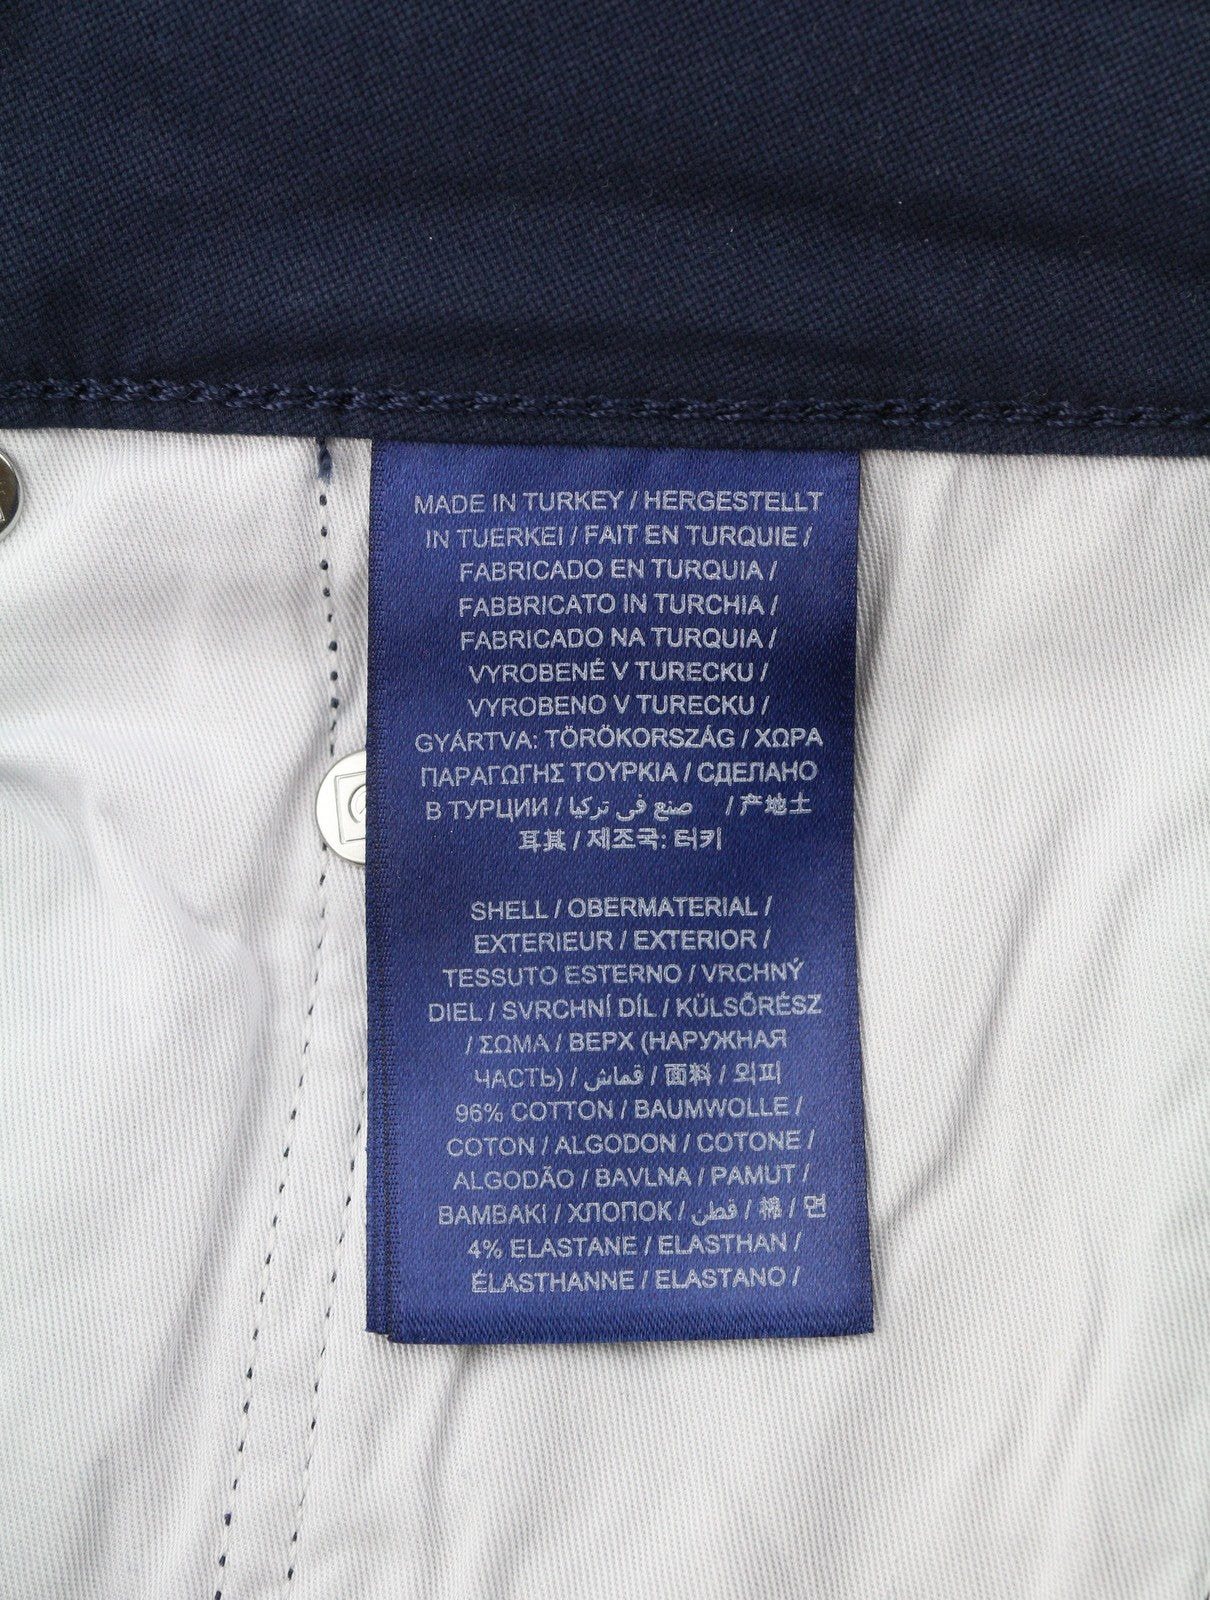 MADE IN TURKEY / HERGESTELLT
IN TUERKEI / FAIT EN TURQUIE /
FABRICADO EN TURQUIA /
FABBRICATO IN TURCHIA /
FABRICADO NA TURQUIA /
VYROBENÉ V TURECKU /
VYROBENO V TURECKU /
GYÁRTVA: TÖRÖKORSZÁG / ΧΩΡΑ
ΠΑΡΑΓΩΓΗΣ ΤΟΥΡΚΙΑ / СДЕЛАНО
В ТУРЦИИ / صنع في تركيا / 产地土
耳其 / 제조국: 터키
SHELL / OBERMATERIAL /
EXTERIEUR / EXTERIOR /
TESSUTO ESTERNO / VRCHNÝ
DIEL / SVRCHNÍ DÍL / KÜLSŐRÉSZ
/ ΣΩΜΑ / ВЕРХ (НАРУЖНАЯ
ЧАСТЬ) / قماش / 面料 / 외피
96% COTTON / BAUMWOLLE /
COTON / ALGODON / COTONE /
ALGODÃO / BAVLNA / PAMUT /
ΒΑΜΒΑΚΙ / ХЛОПОК / قطن / 棉 / 면
4% ELASTANE / ELASTHAN /
ÉLASTHANNE / ELASTANO /